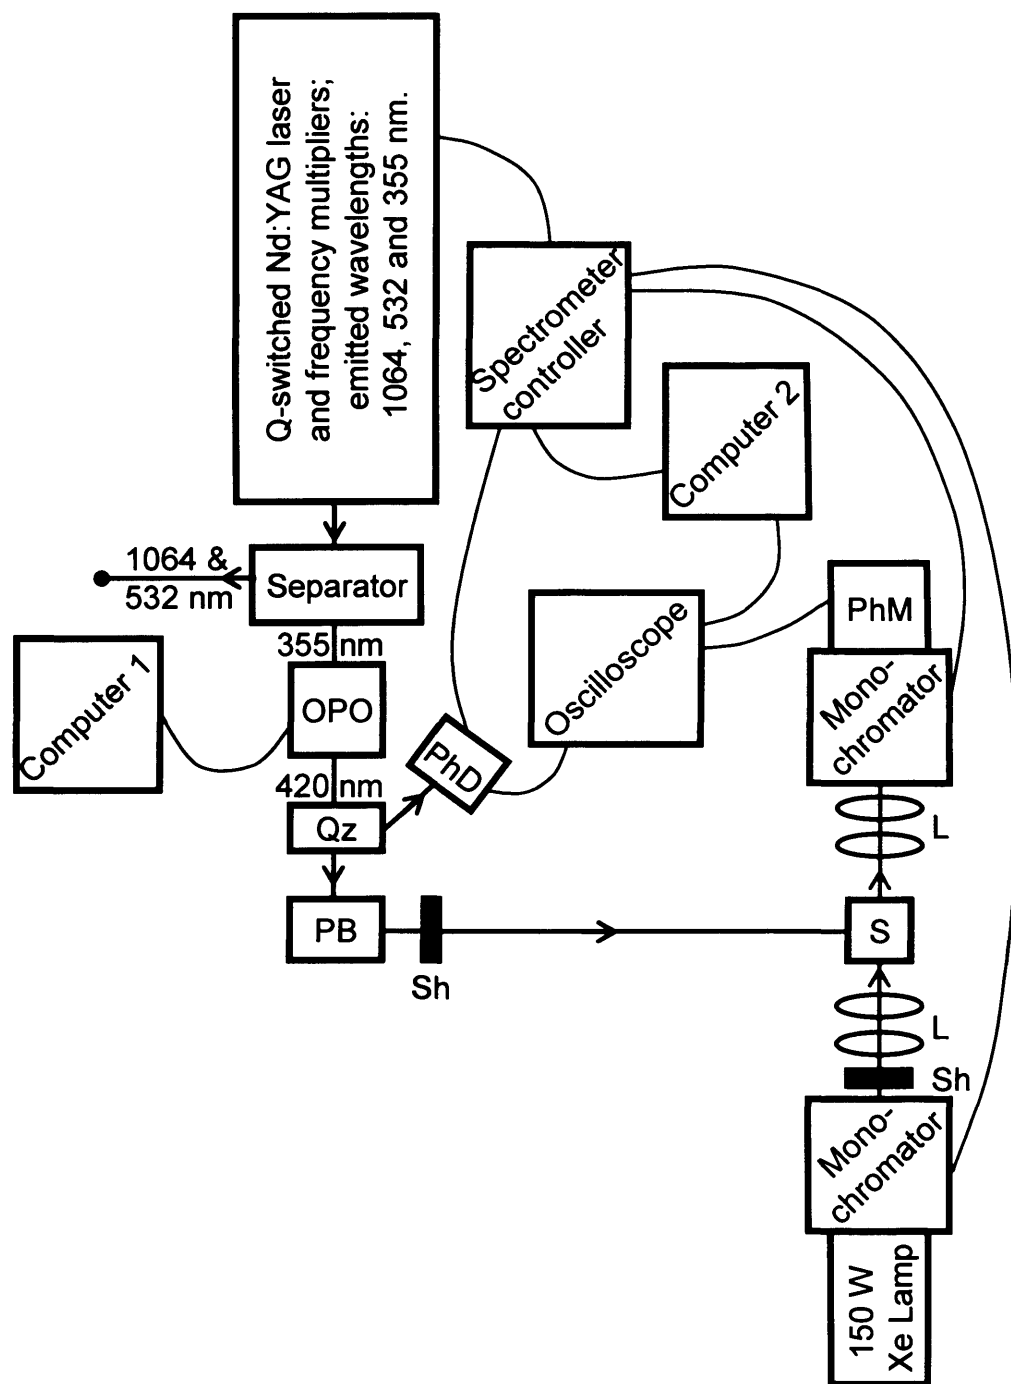 Q-switched Nd:YAG laser
and frequency multipliers;
emitted wavelengths:
1064, 532 and 355 nm.
Spectrometer
controller
Computer 2
1064 &
532 nm
Separator
355 nm
Computer 1
OPO
420 nm
Qz
PhD
Oscilloscope
PhM
Mono-
chromator
L
PB
Sh
S
L
Sh
Mono-
chromator
150 W
Xe Lamp